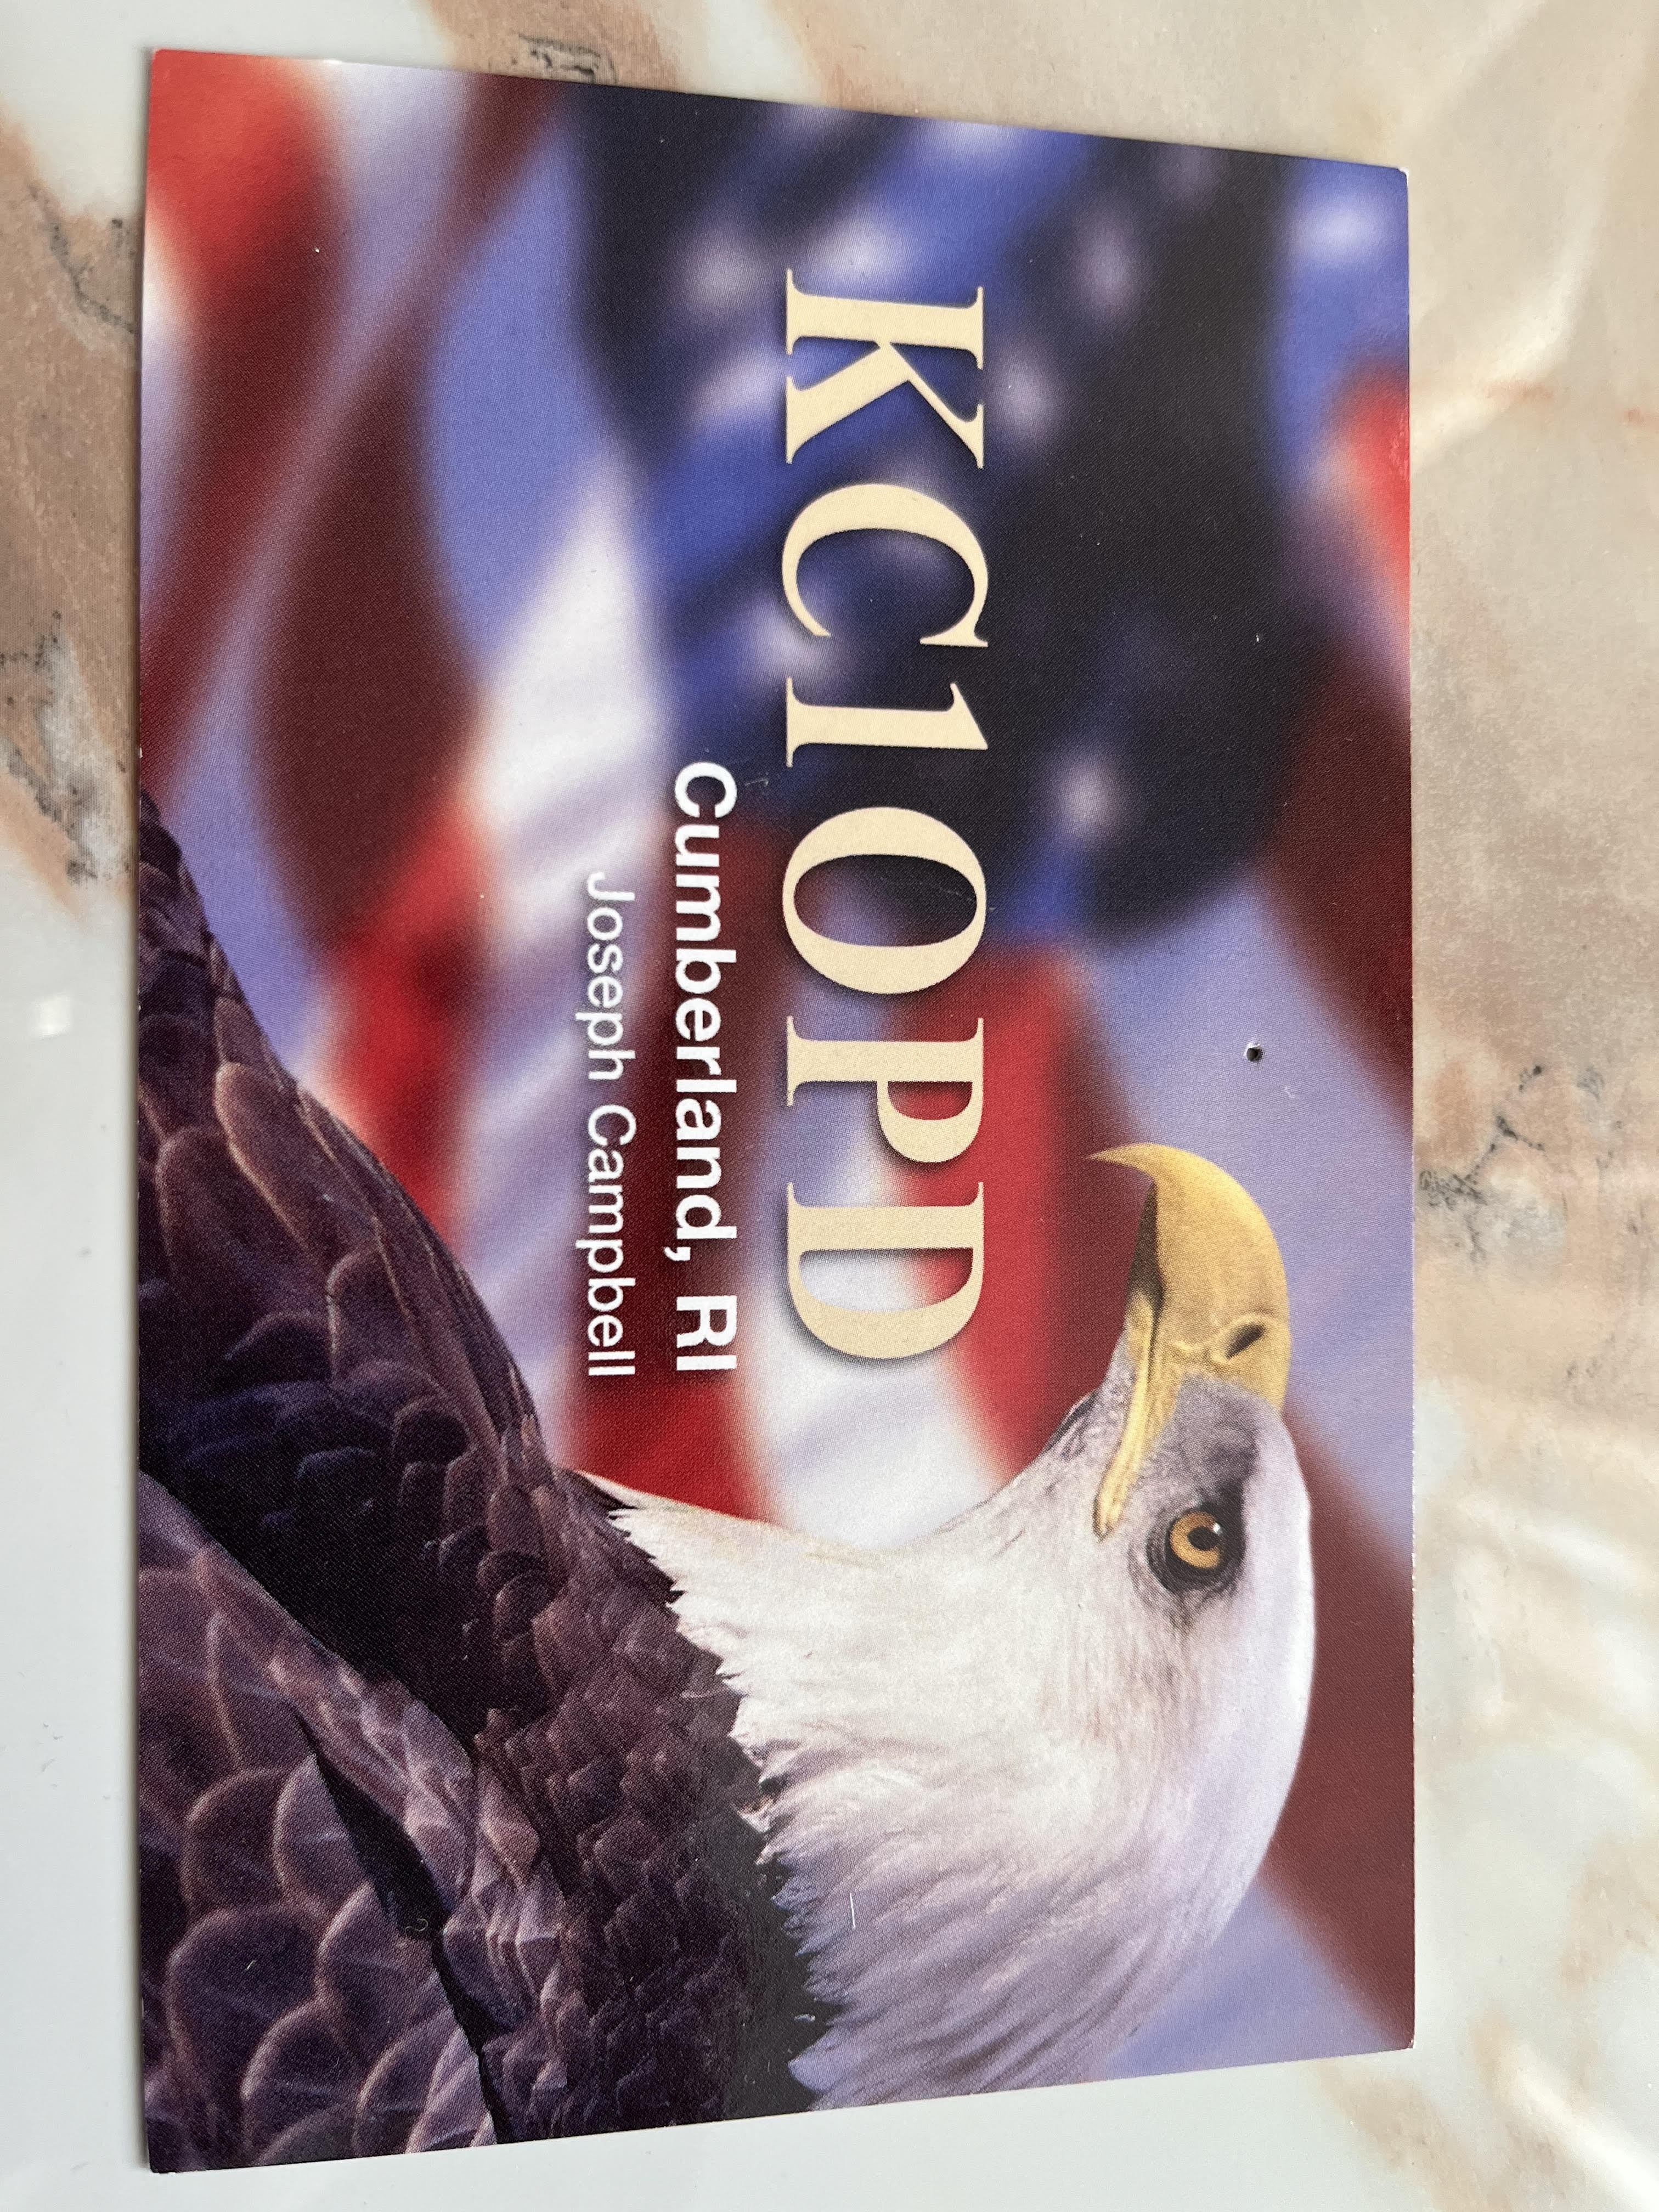 KC1OPD
Cumberland, RI
Joseph Campbell